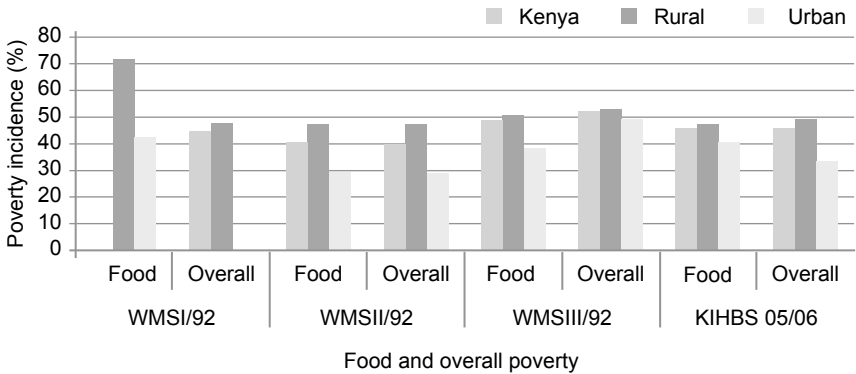 Kenya Rural Urban
Poverty incidence (%)
80
70
60
50
40
30
20
10
0
Food Overall Food Overall Food Overall Food Overall
WMSI/92 WMSII/92 WMSIII/92 KIHBS 05/06
Food and overall poverty